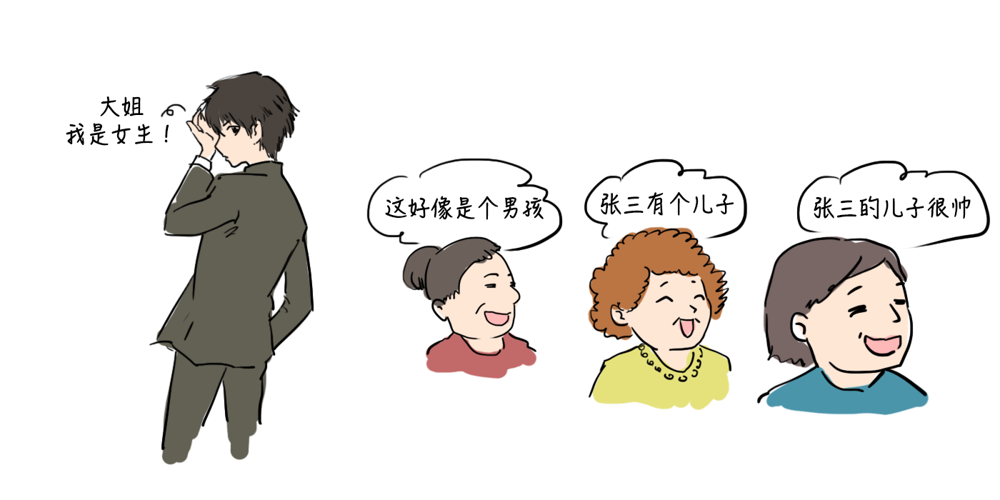 大姐
我是女生！
这好像是个男孩
张三有个儿子
张三的儿子很帅